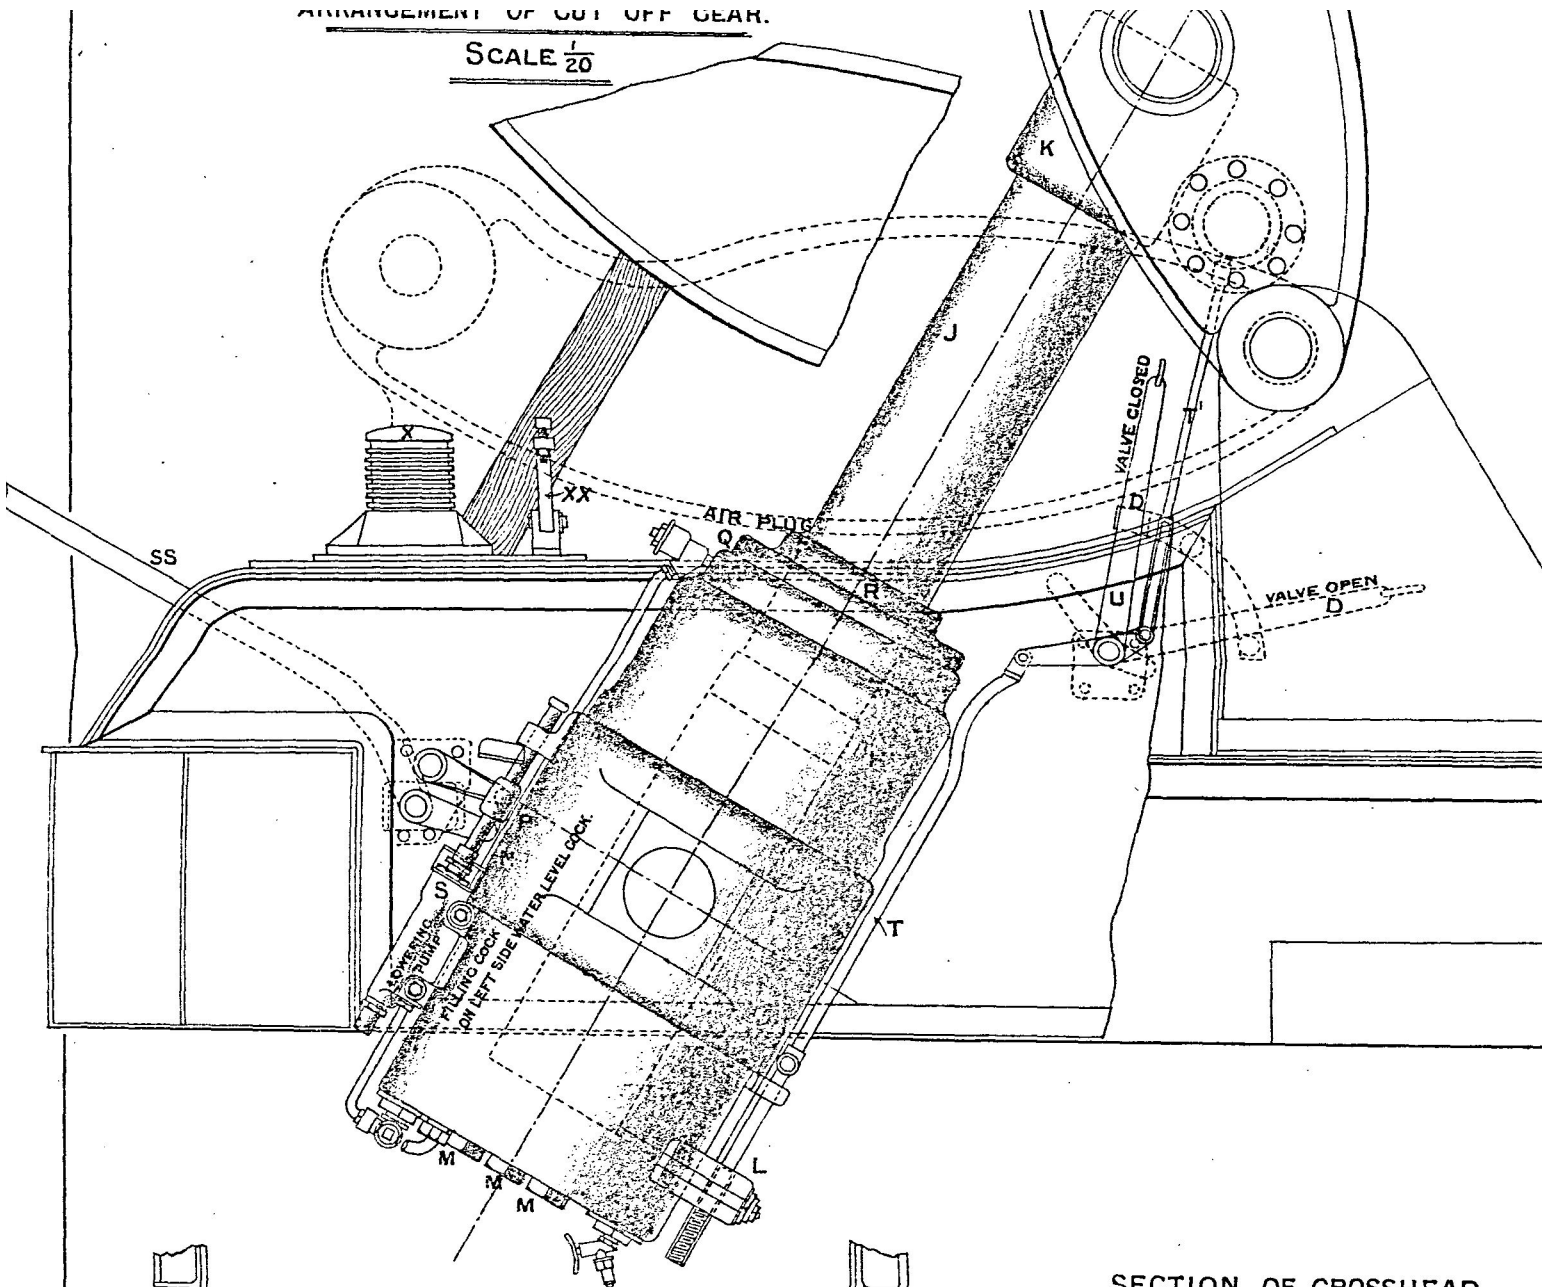 ARRANGEMENT OF CUT OFF GEAR.
SCALE 1/20
K
J
VALVE CLOSED
T'
X
XX
D
AIR PLUG
Q
SS
R
U
VALVE OPEN
D
P
S
LOWERING
PUMP
FILLING COCK
ON LEFT SIDE WATER LEVEL COCK.
T
L
M
M
M
SECTION OF CROSSHEAD